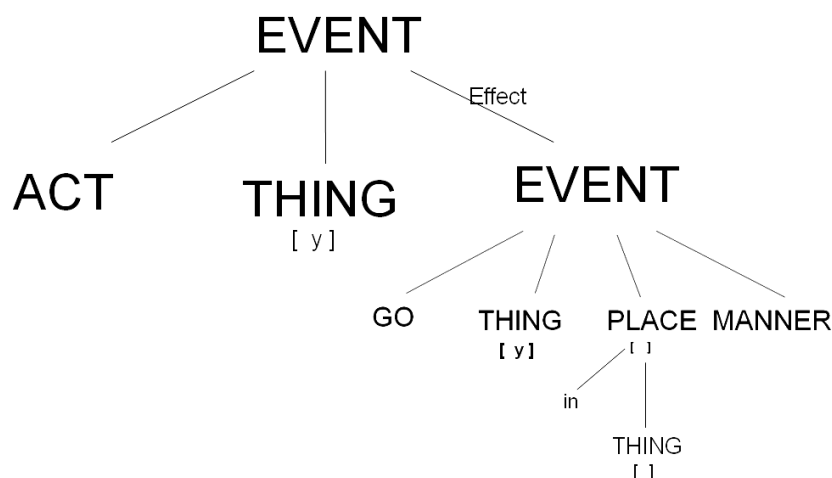 EVENT
Effect
ACT
THING
[ y ]
EVENT
GO
THING
[ y ]
PLACE
[ ]
MANNER
in
THING
[ ]